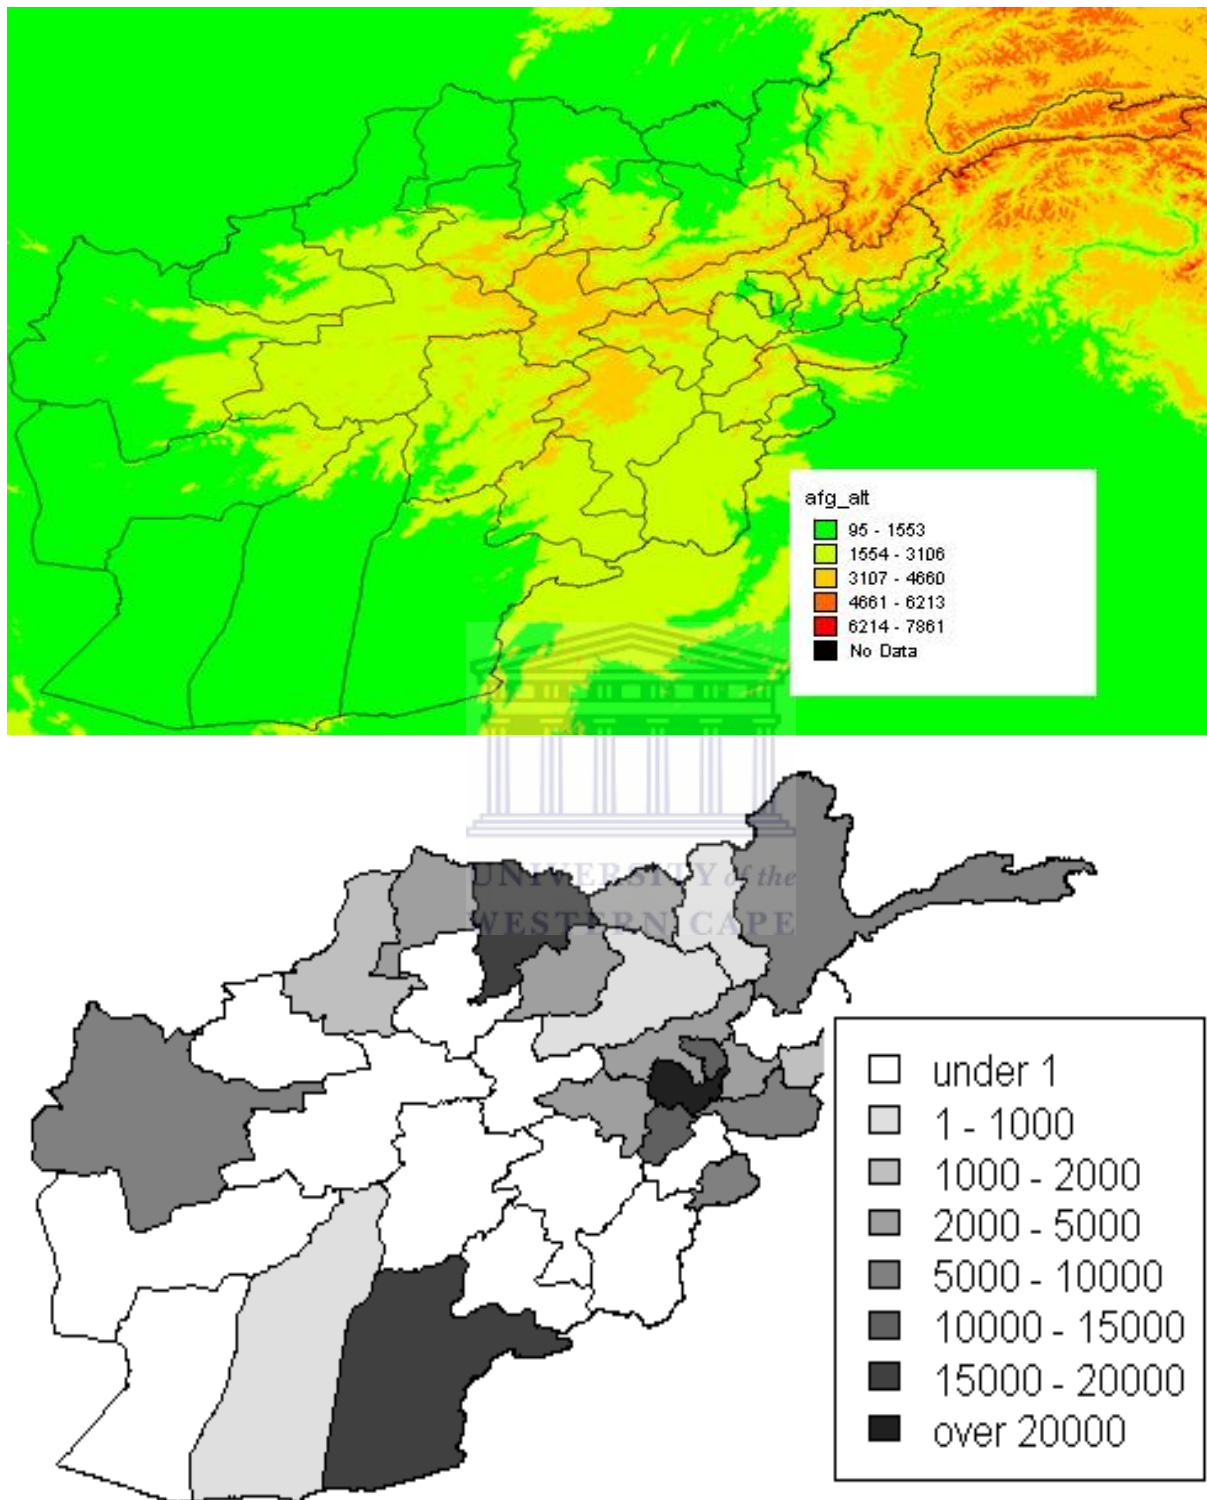 afg_alt
95 - 1553
1554 - 3106
3107 - 4660
4661 - 6213
6214 - 7861
No Data
UNIVERSITY of the
WESTERN CAPE
under 1
1 - 1000
1000 - 2000
2000 - 5000
5000 - 10000
10000 - 15000
15000 - 20000
over 20000